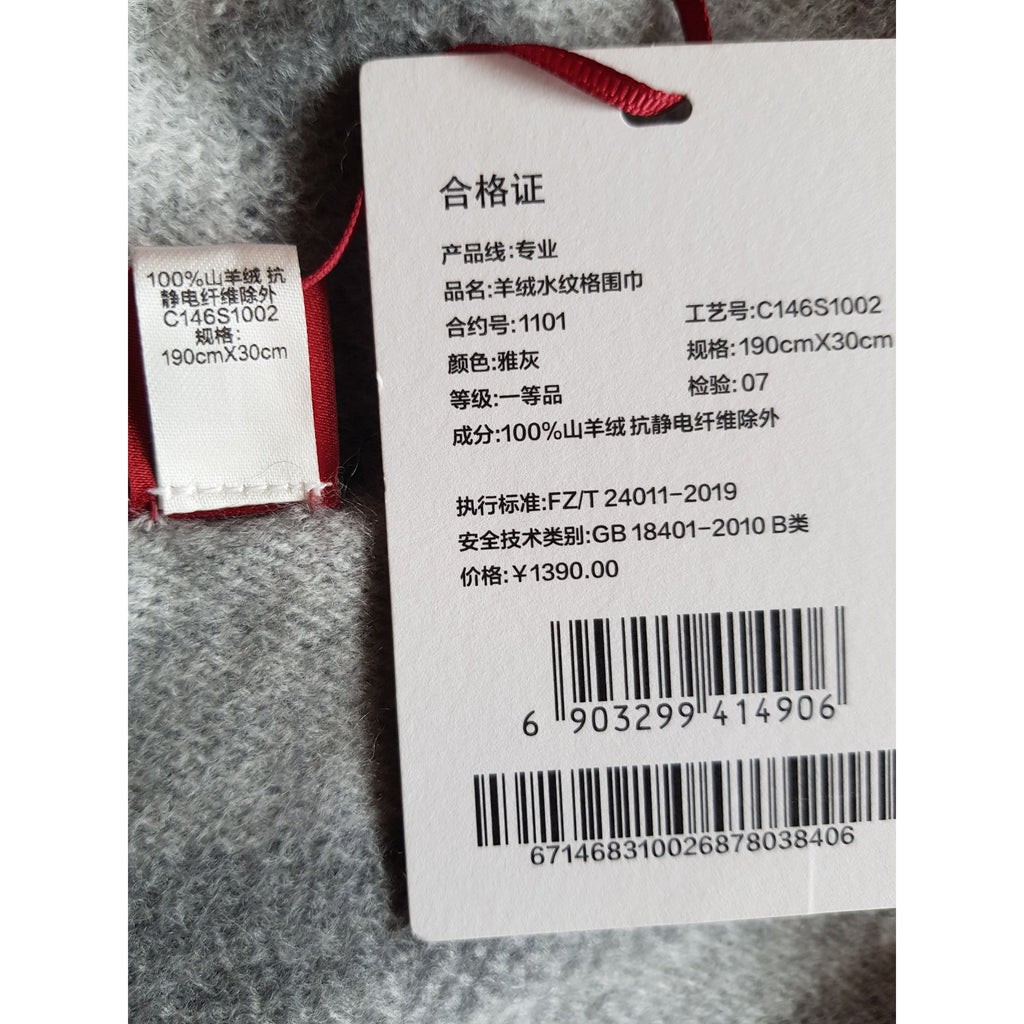 100%山羊绒 抗
静电纤维除外
C146S1002
规格:
190cmX30cm
合格证
产品线:专业
品名:羊绒水纹格围巾
合约号:1101 工艺号:C146S1002
颜色:雅灰 规格:190cmX30cm
等级:一等品 检验:07
成分:100%山羊绒 抗静电纤维除外
执行标准:FZ/T 24011-2019
安全技术类别:GB 18401-2010 B类
价格:¥1390.00
6 903299 414906
671468310026878038406